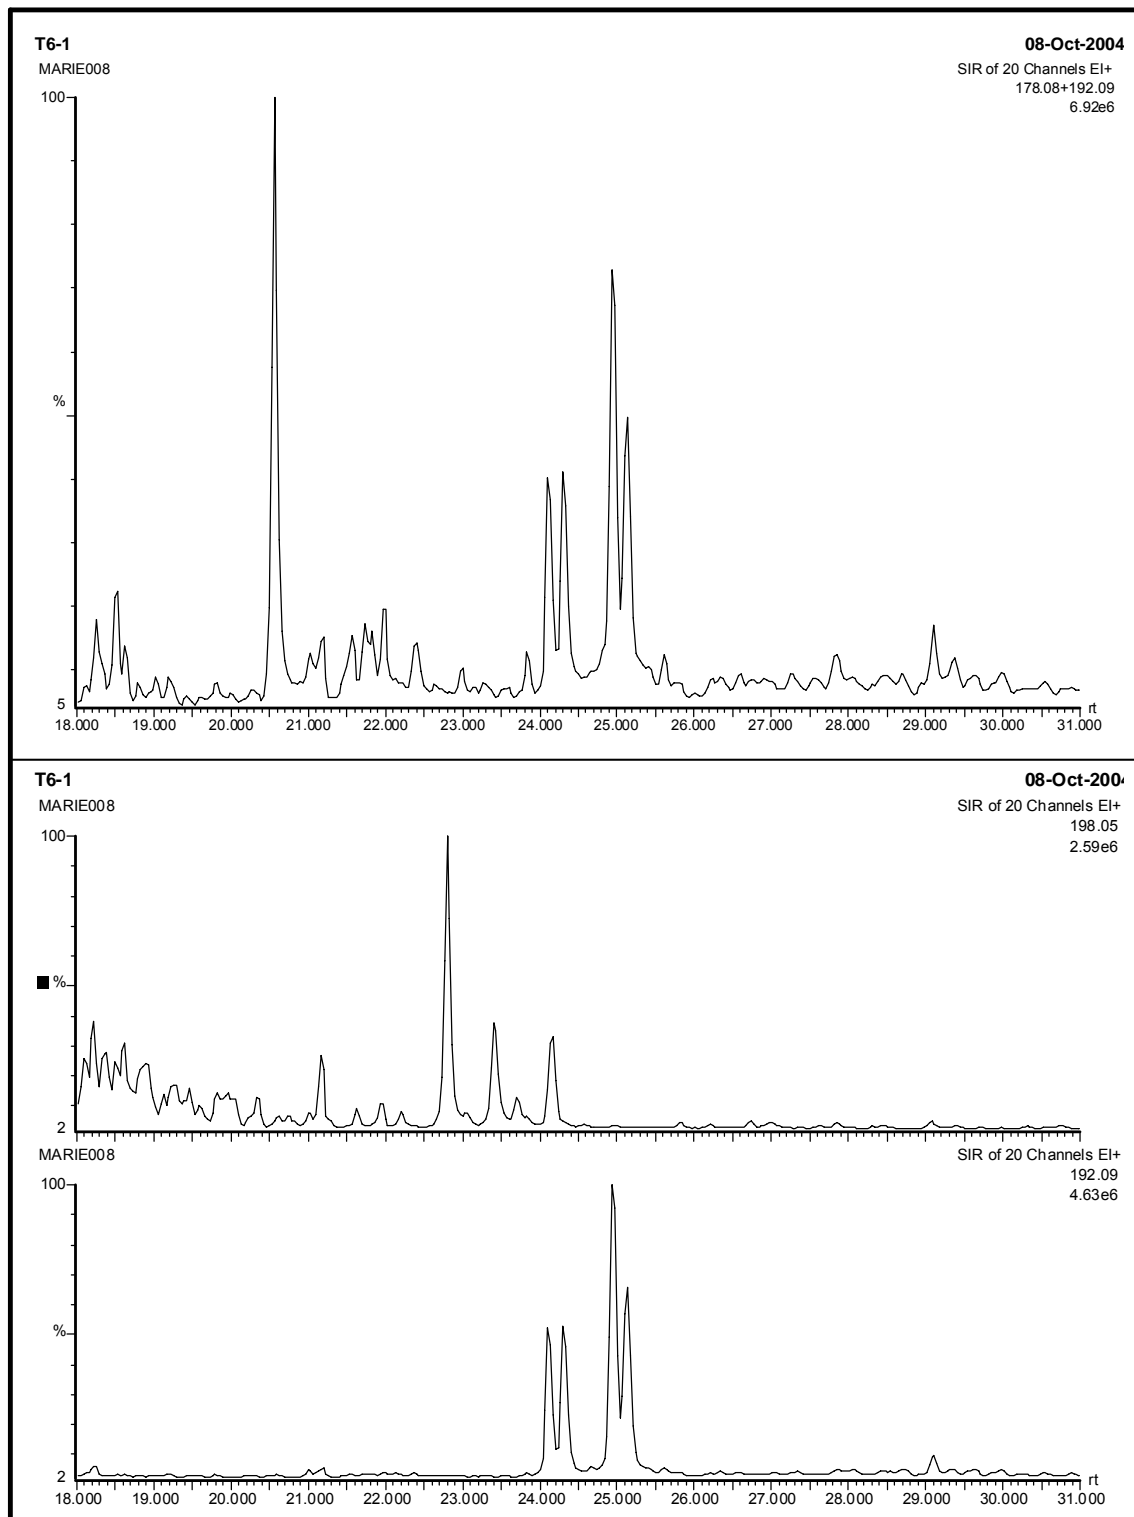 T6-1 08-Oct-2004
MARIE008 SIR of 20 Channels EI+
178.08+192.09
6.92e6
100
%
5
rt
18.000 19.000 20.000 21.000 22.000 23.000 24.000 25.000 26.000 27.000 28.000 29.000 30.000 31.000
T6-1 08-Oct-2004
MARIE008 SIR of 20 Channels EI+
198.05
2.59e6
100
%
2
MARIE008 SIR of 20 Channels EI+
192.09
4.63e6
100
%
2
rt
18.000 19.000 20.000 21.000 22.000 23.000 24.000 25.000 26.000 27.000 28.000 29.000 30.000 31.000